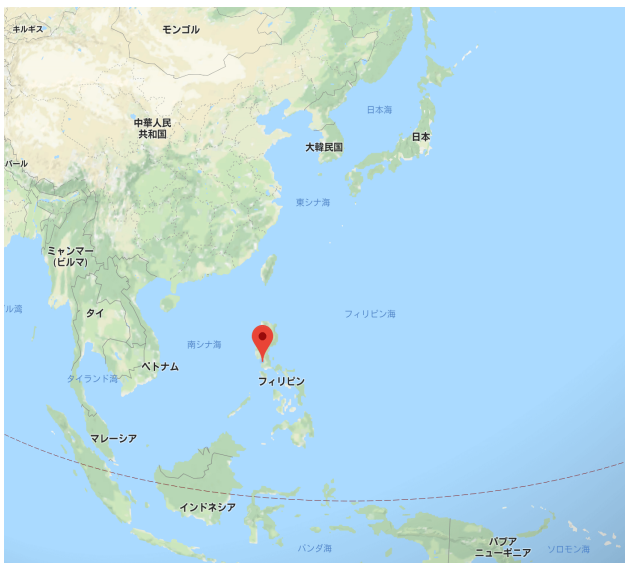 キルギス
モンゴル
日本海
中華人民
共和国
日本
大韓民国
パール
東シナ海
ミャンマー
(ビルマ)
ル湾
タイ
フィリピン海
南シナ海
ベトナム
タイランド湾
フィリピン
マレーシア
インドネシア
バンダ海
パプア
ニューギニア
ソロモン海